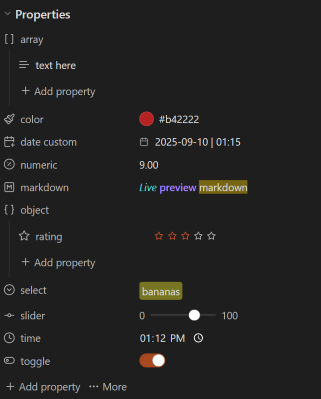 Properties
array
text here
+ Add property
color #b42222
date custom 2025-09-10 | 01:15
numeric 9.00
markdown Live preview markdown
object
rating
+ Add property
select bananas
slider 0 100
time 01:12 PM
toggle
+ Add property ··· More